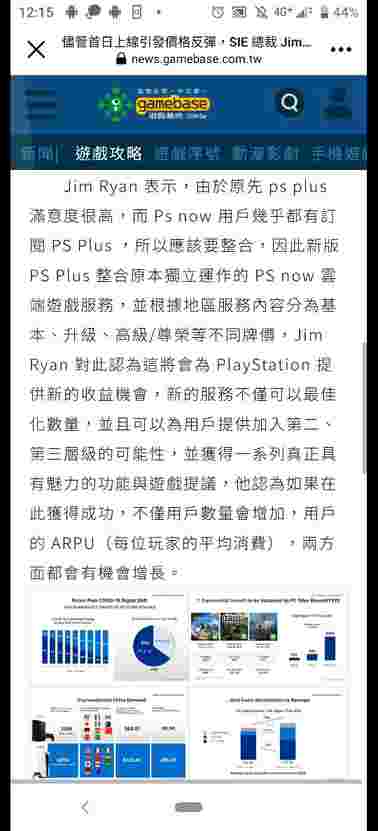 12:15
4G+
44%
儘管首日上線引發價格反彈，SIE 總裁 Jim...
news.gamebase.com.tw
gamebase
新聞| 遊戲攻略 遊戲序號 動漫影劇 手機遊
Jim Ryan 表示，由於原先 ps plus
滿意度很高，而 Ps now 用戶幾乎都有訂
閱 PS Plus ，所以應該要整合，因此新版
PS Plus 整合原本獨立運作的 PS now 雲
端遊戲服務，並根據地區服務內容分為基
本、升級、高級/尊榮等不同牌價，Jim
Ryan 對此認為這將會為 PlayStation 提
供新的收益機會，新的服務不僅可以最佳
化數量，並且可以為用戶提供加入第二、
第三層級的可能性，並獲得一系列真正具
有魅力的功能與遊戲提議，他認為如果在
此獲得成功，不僅用戶數量會增加，用戶
的 ARPU（每位玩家的平均消費），兩方
面都會有機會增長。